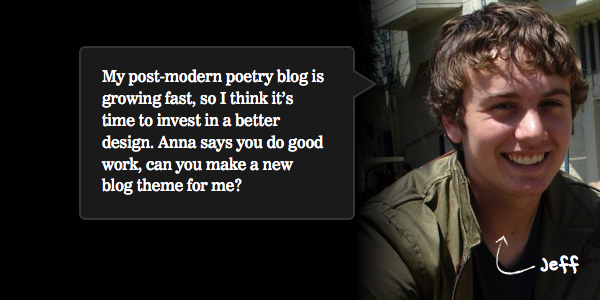 My post-modern poetry blog is
growing fast, so I think it’s
time to invest in a better
design. Anna says you do good
work, can you make a new
blog theme for me?
Jeff